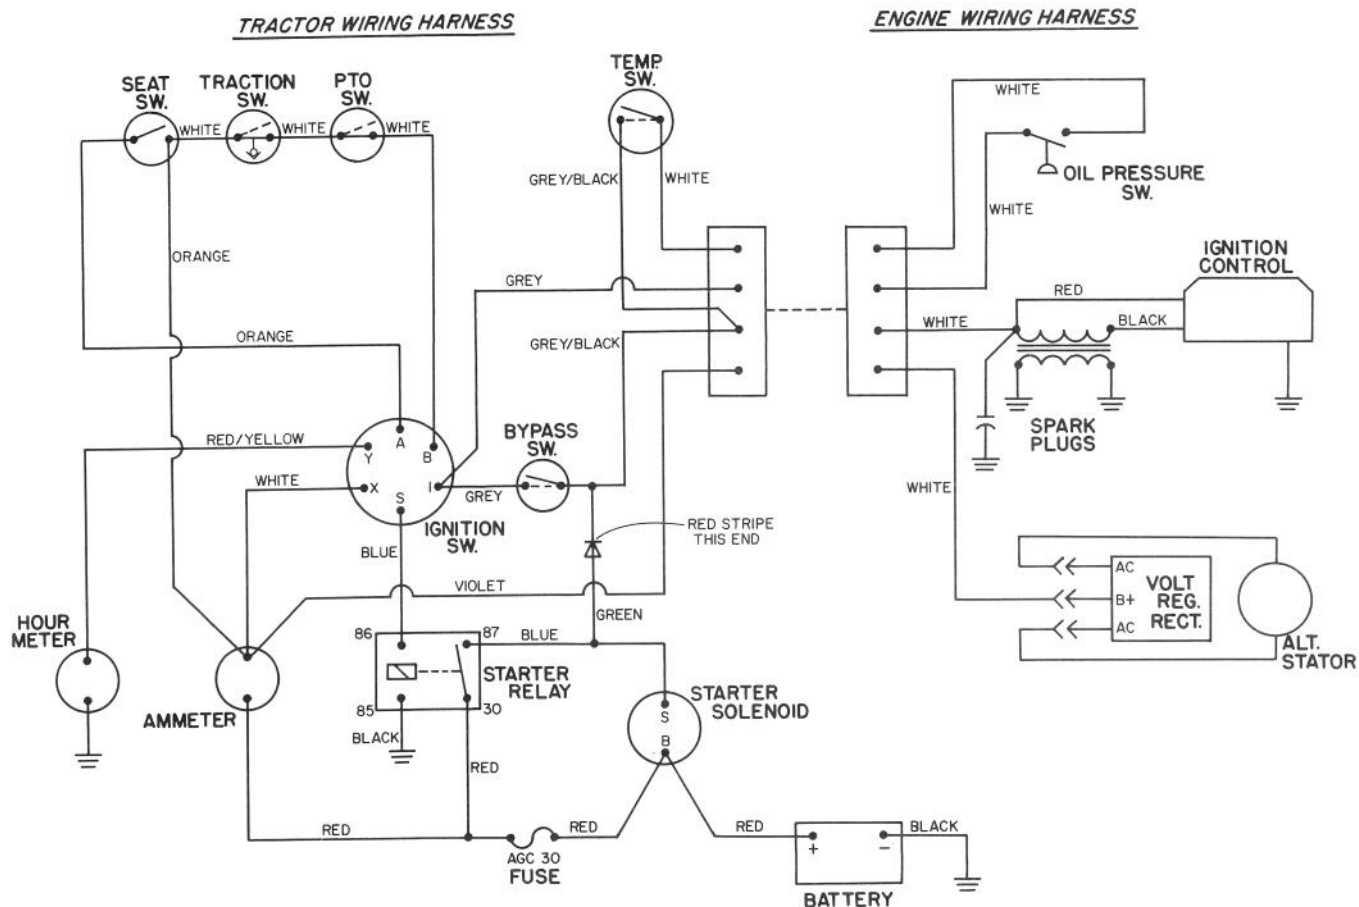 TRACTOR WIRING HARNESS
ENGINE WIRING HARNESS
SEAT
SW.
TRACTION
SW.
PTO
SW.
TEMP.
SW.
WHITE
WHITE
WHITE
WHITE
OIL PRESSURE
SW.
GREY/BLACK
WHITE
WHITE
ORANGE
IGNITION
CONTROL
GREY
RED
ORANGE
GREY/BLACK
WHITE
BLACK
RED/YELLOW
Y
A
B
BYPASS
SW.
SPARK
PLUGS
WHITE
X
S
I
GREY
IGNITION
SW.
WHITE
RED STRIPE
THIS END
BLUE
VIOLET
GREEN
AC
B+
AC
VOLT
REG.
RECT.
ALT.
STATOR
HOUR
METER
86
87
BLUE
STARTER
RELAY
85
30
AMMETER
BLACK
STARTER
SOLENOID
S
B
RED
RED
RED
RED
BLACK
AGC 30
FUSE
+
-
BATTERY